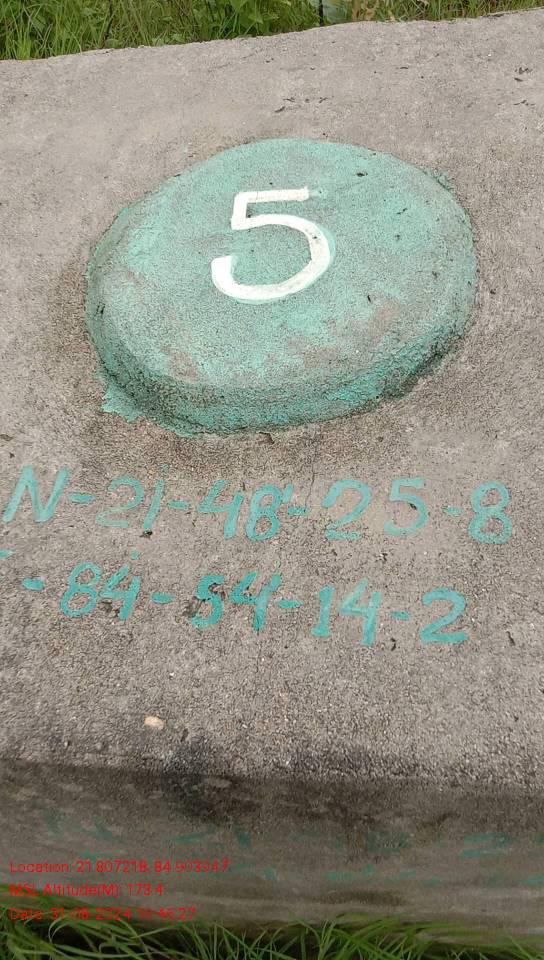 5
N-21-48'-25-8
-84-54-14-2
Location: 21.807218, 84.903947
MSL Altitude(M): 173.4
Date: 31-08-2024 10:46:27